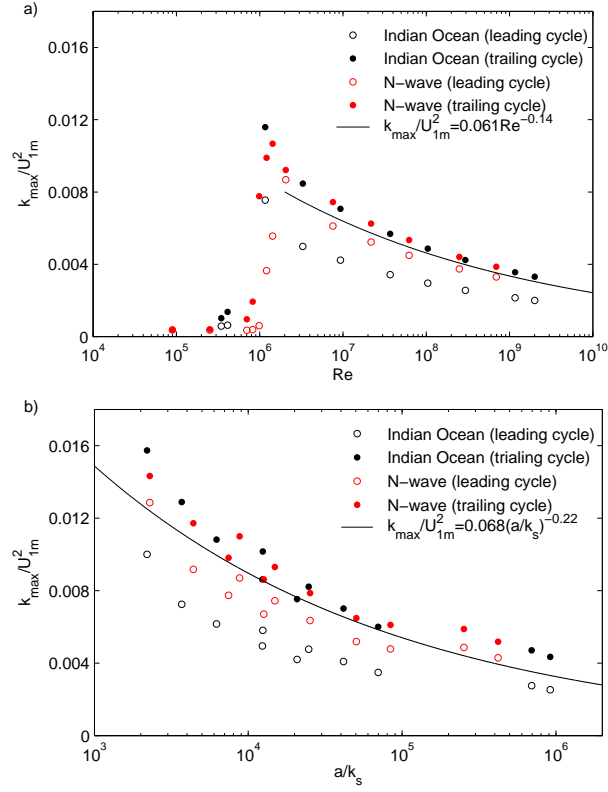 a)
0.016
0.012
0.008
0.004
0
k_max/U²_1m
Indian Ocean (leading cycle)
Indian Ocean (trailing cycle)
N−wave (leading cycle)
N−wave (trailing cycle)
k_max/U²_1m=0.061Re^−0.14
10^4 10^5 10^6 10^7 10^8 10^9 10^10
Re
b)
0.016
0.012
0.008
0.004
0
k_max/U²_1m
Indian Ocean (leading cycle)
Indian Ocean (trialing cycle)
N−wave (leading cycle)
N−wave (trailing cycle)
k_max/U²_1m=0.068(a/k_s)^−0.22
10^3 10^4 10^5 10^6
a/k_s